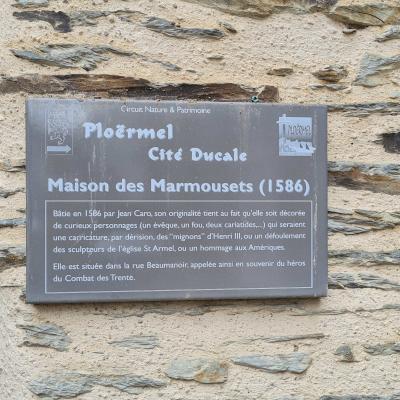 Circuit Nature & Patrimoine
Ploërmel
Cité Ducale
PLOERMEL
Maison des Marmousets (1586)
Bâtie en 1586 par Jean Caro, son originalité tient au fait qu'elle soit décorée
de curieux personnages (un évêque, un fou, deux cariatides,...) qui seraient
une caricature, par dérision, des "mignons" d'Henri III, ou un défoulement
des sculpteurs de l'église St Armel, ou un hommage aux Amériques.
Elle est située dans la rue Beaumanoir, appelée ainsi en souvenir du héros
du Combat des Trente.